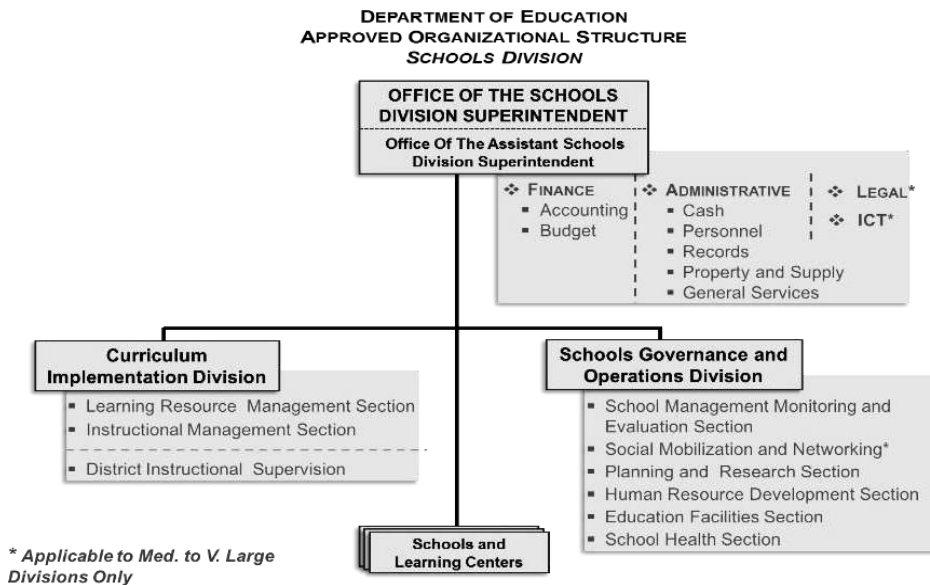 DEPARTMENT OF EDUCATION
APPROVED ORGANIZATIONAL STRUCTURE
SCHOOLS DIVISION
OFFICE OF THE SCHOOLS
DIVISION SUPERINTENDENT
Office Of The Assistant Schools
Division Superintendent
❖ FINANCE
▪ Accounting
▪ Budget
❖ ADMINISTRATIVE
▪ Cash
▪ Personnel
▪ Records
▪ Property and Supply
▪ General Services
❖ LEGAL*
❖ ICT*
Curriculum
Implementation Division
▪ Learning Resource Management Section
▪ Instructional Management Section
▪ District Instructional Supervision
Schools Governance and
Operations Division
▪ School Management Monitoring and
Evaluation Section
▪ Social Mobilization and Networking*
▪ Planning and Research Section
▪ Human Resource Development Section
▪ Education Facilities Section
▪ School Health Section
Schools and
Learning Centers
* Applicable to Med. to V. Large
Divisions Only